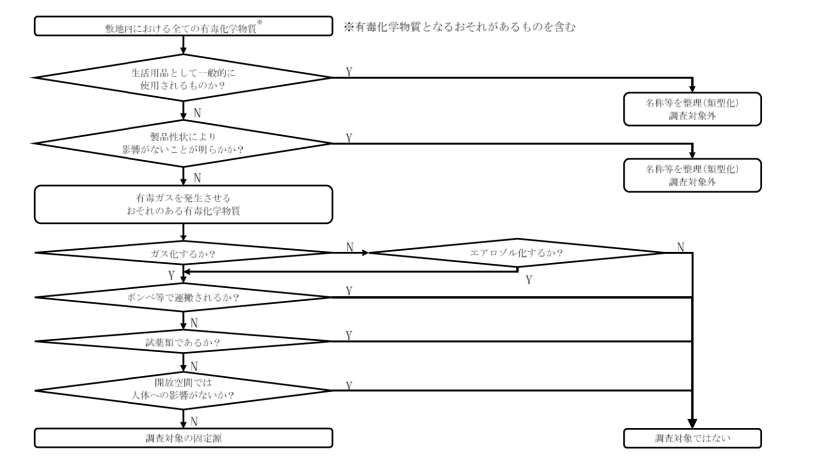 敷地内における全ての有毒化学物質※
※有毒化学物質となるおそれがあるものを含む
生活用品として一般的に
使用されるものか？
Y
名称等を整理(類型化)
調査対象外
N
製品性状により
影響がないことが明らかか？
Y
名称等を整理(類型化)
調査対象外
N
有毒ガスを発生させる
おそれのある有毒化学物質
ガス化するか？
N
エアロゾル化するか？
N
Y
Y
ボンベ等で運搬されるか？
Y
N
試薬類であるか？
Y
N
開放空間では
人体への影響がないか？
Y
N
調査対象の固定源
調査対象ではない